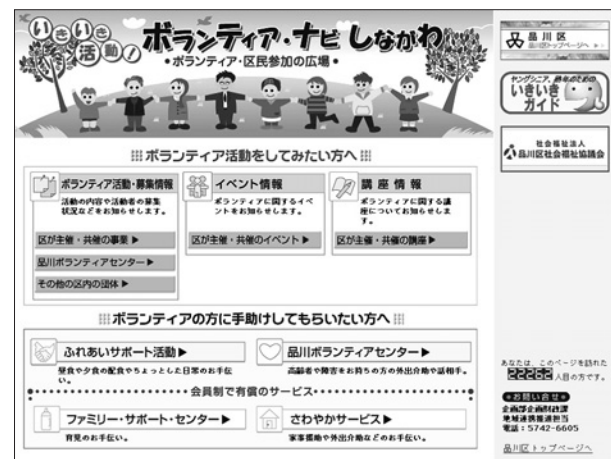 いきいき
活動!
ボランティア・ナビ しながわ
•ボランティア・区民参加の広場•
ボランティア活動をしてみたい方へ
ボランティア活動・募集情報
活動の内容や活動者の募集
状況などをお知らせします。
区が主催・共催の事業▶
品川ボランティアセンター▶
その他の区内の団体▶
イベント情報
ボランティアに関するイベ
ントをお知らせします。
区が主催・共催のイベント▶
講座情報
ボランティアに関する講
座についてお知らせしま
す。
区が主催・共催の講座▶
ボランティアの方に手助けしてもらいたい方へ
ふれあいサポート活動▶
昼食や夕食の配食やちょっとした日常のお手伝
い。
品川ボランティアセンター▶
高齢者や障害をお持ちの方の外出介助や話相手。
会員制で有償のサービス
ファミリー・サポート・センター▶
育児のお手伝い。
さわやかサービス▶
家事援助や外出介助などのお手伝い。
品川区
品川区トップページへ
ヤングシニア、熟年のための
いきいき
ガイド
社会福祉法人
品川区社会福祉協議会
あなたは、このページを訪れた
22262人目の方です。
●お問い合せ●
企画部企画財政課
地域連携推進担当
電話:5742-6605
品川区トップページへ